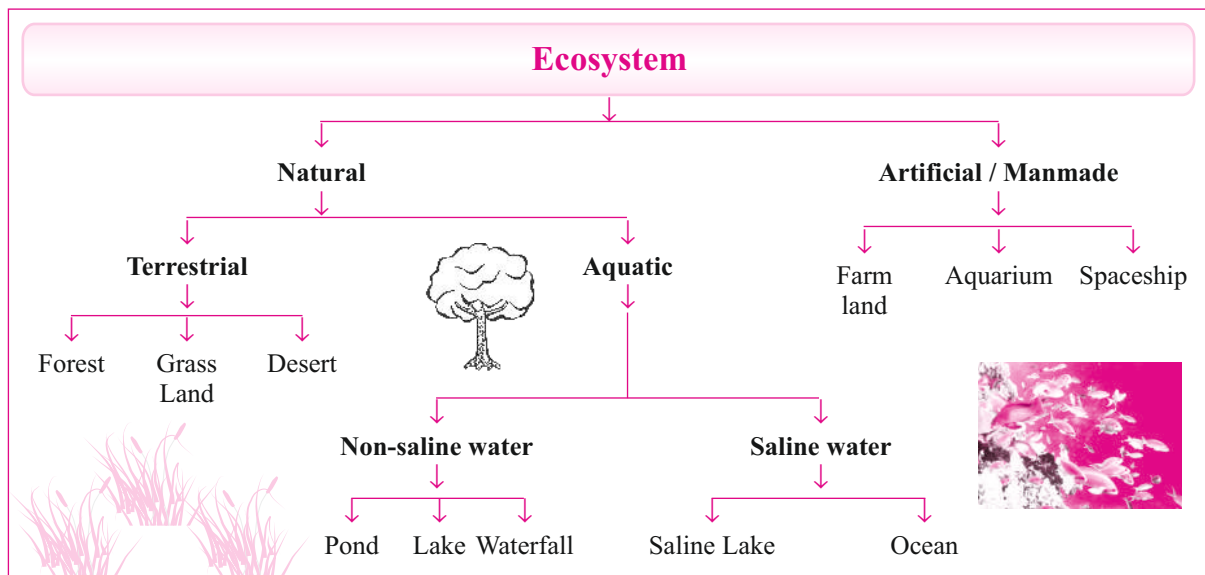 Ecosystem
Natural
Artificial / Manmade
Terrestrial
Aquatic
Farm
land
Aquarium
Spaceship
Forest
Grass
Land
Desert
Non-saline water
Saline water
Pond
Lake
Waterfall
Saline Lake
Ocean